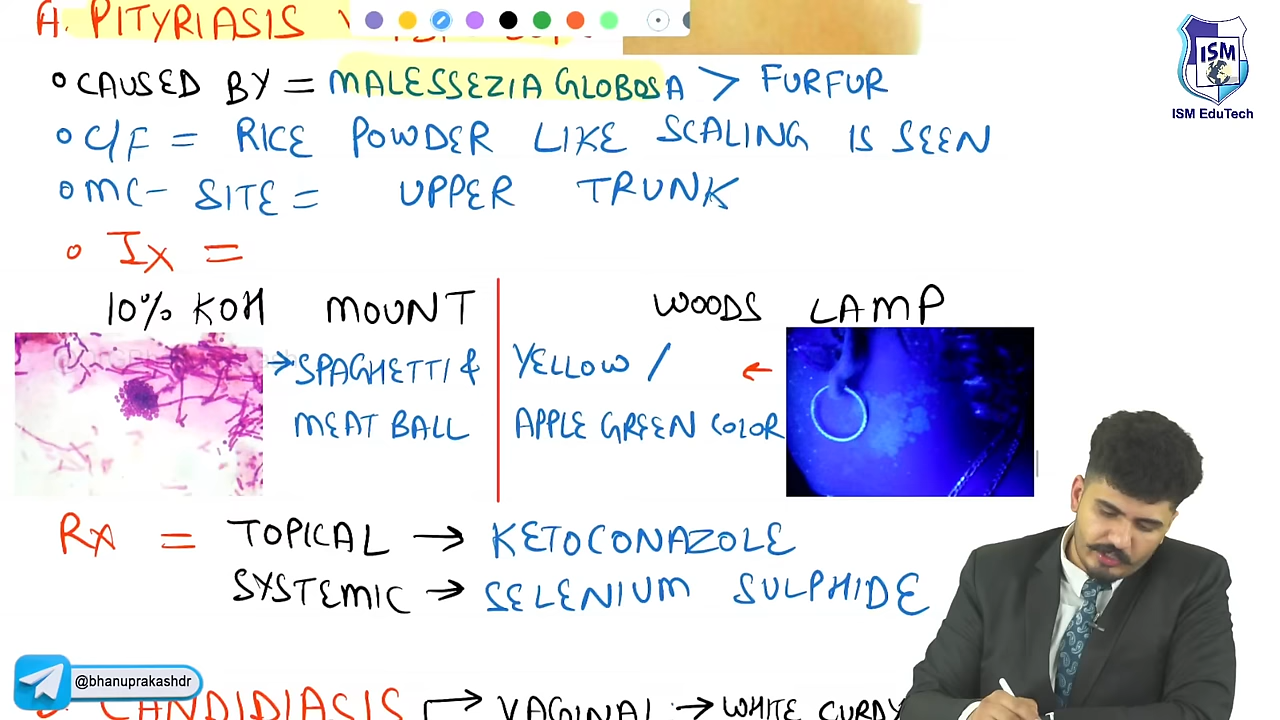 A. PITYRIASIS
ISM
ISM EduTech
CAUSED BY = MALESSEZIA GLOBOSA > FURFUR
C/F = RICE POWDER LIKE SCALING IS SEEN
MC- SITE = UPPER TRUNK
IX =
10% KOH MOUNT
WOODS LAMP
→ SPAGHETTI &
MEAT BALL
YELLOW / ←
APPLE GREEN COLOR
RX = TOPICAL → KETOCONAZOLE
SYSTEMIC → SELENIUM SULPHIDE
@bhanuprakashdr
CANDIDIASIS → VAGINAL → WHITE CURDY